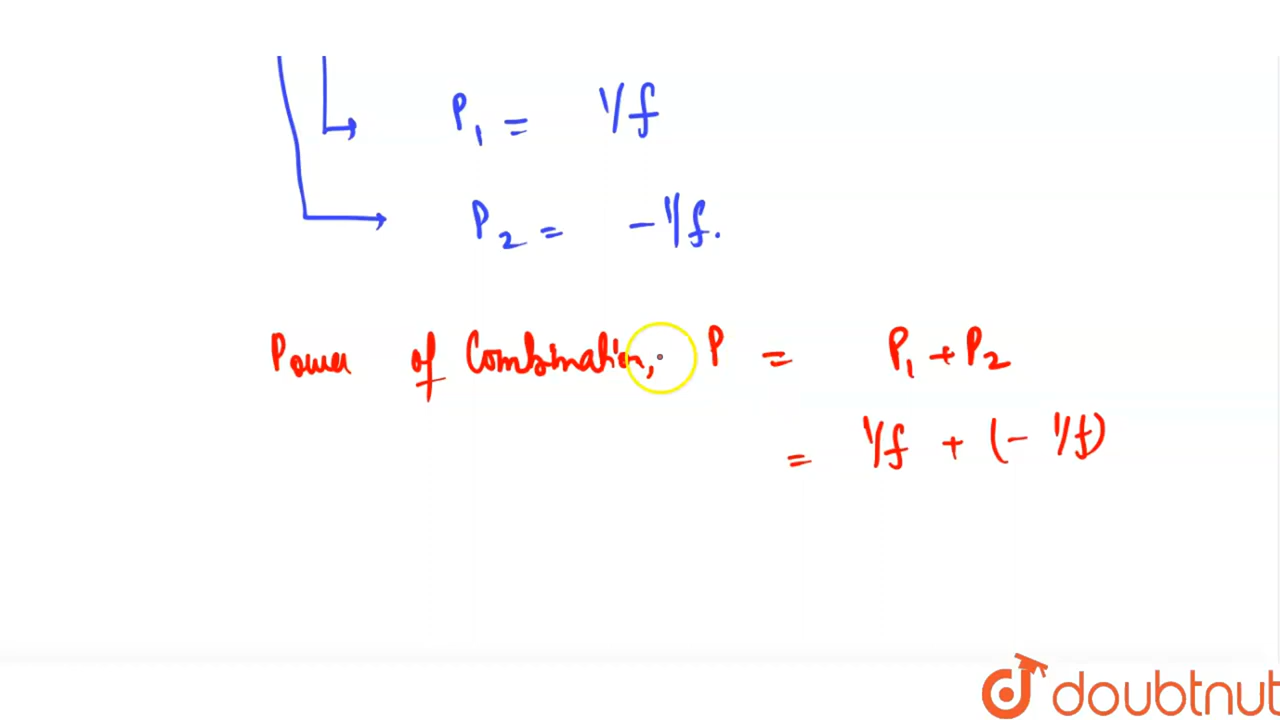 P₁ = 1/f
P₂ = -1/f.
Power of Combination, P = P₁ + P₂
= 1/f + (- 1/f)
doubtnut